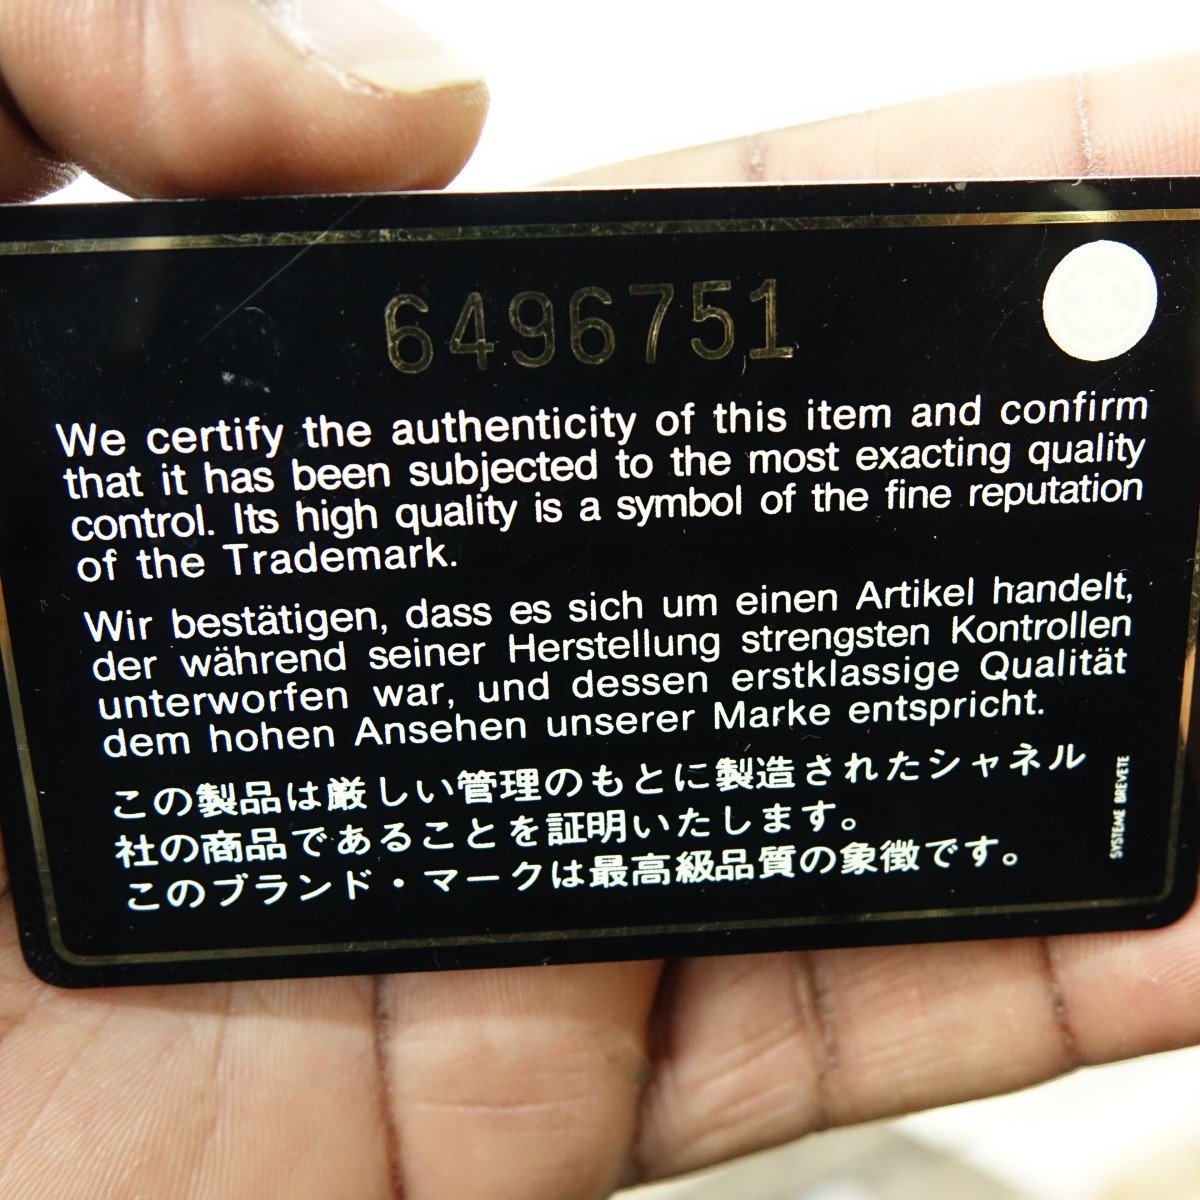 6496751
We certify the authenticity of this item and confirm
that it has been subjected to the most exacting quality
control. Its high quality is a symbol of the fine reputation
of the Trademark.
Wir bestätigen, dass es sich um einen Artikel handelt,
der während seiner Herstellung strengsten Kontrollen
unterworfen war, und dessen erstklassige Qualität
dem hohen Ansehen unserer Marke entspricht.
この製品は厳しい管理のもとに製造されたシャネル
社の商品であることを証明いたします。
このブランド・マークは最高級品質の象徴です。
SYSTEME BREVETE